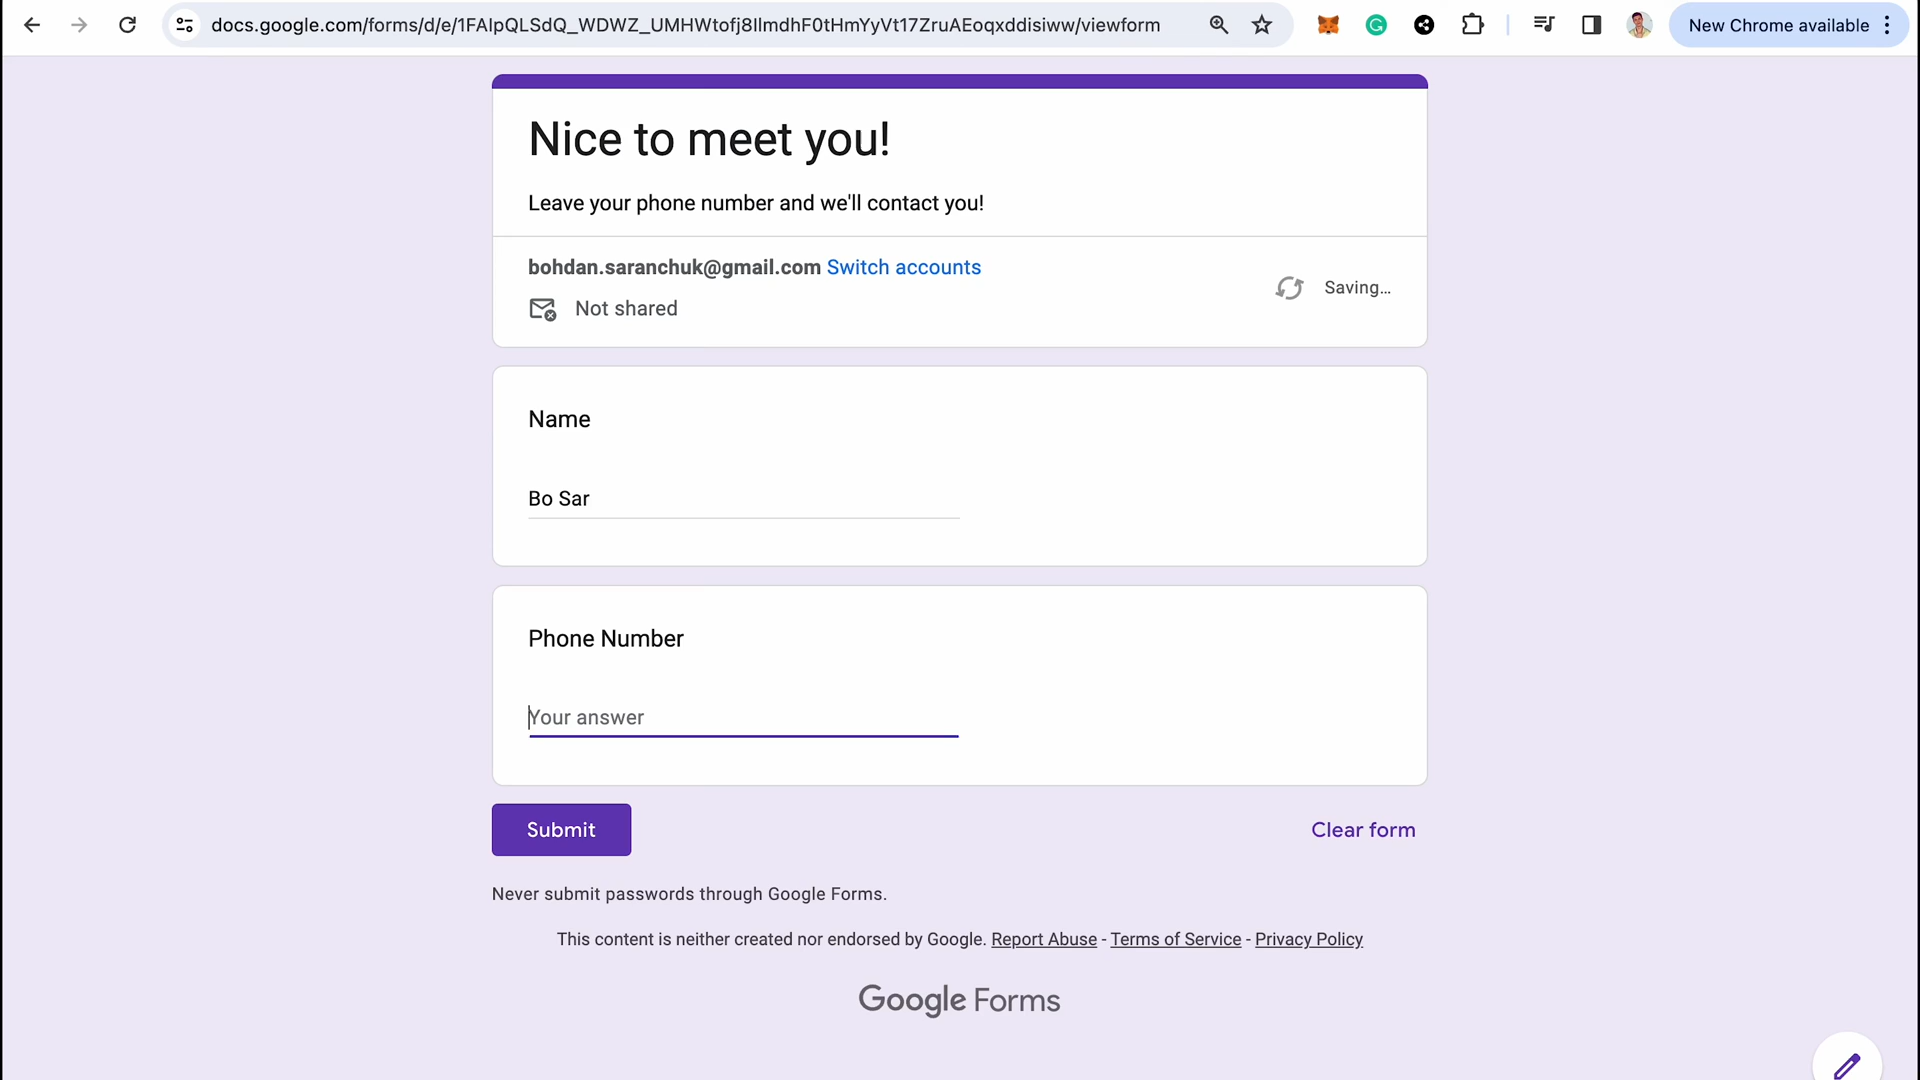 docs.google.com/forms/d/e/1FAIpQLSdQ_WDWZ_UMHWtofj8IlmdhF0tHmYyVt17ZruAEoqxddisiww/viewform
New Chrome available
Nice to meet you!
Leave your phone number and we'll contact you!
bohdan.saranchuk@gmail.com Switch accounts
Not shared
Saving...
Name
Bo Sar
Phone Number
Your answer
Submit
Clear form
Never submit passwords through Google Forms.
This content is neither created nor endorsed by Google. Report Abuse - Terms of Service - Privacy Policy
Google Forms